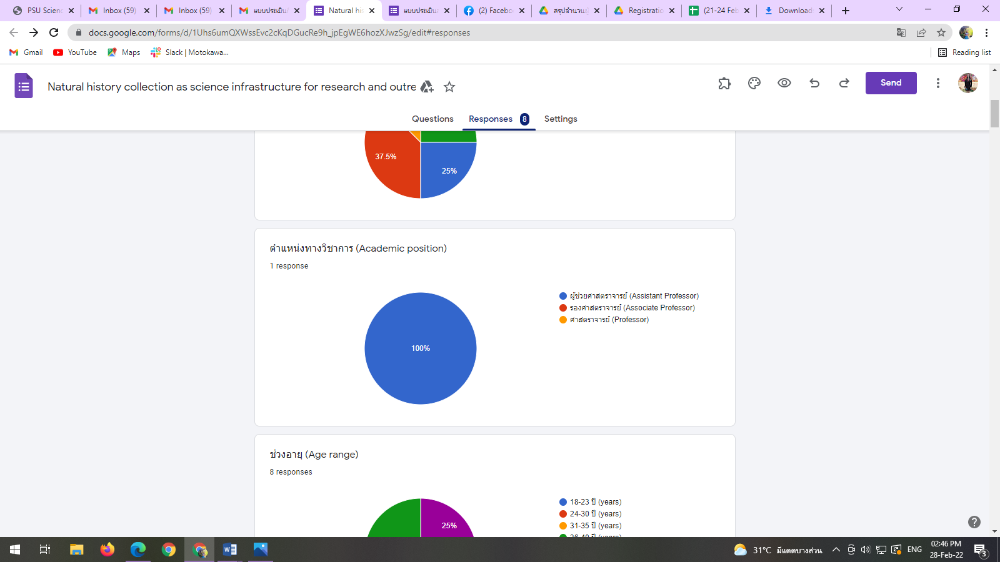 PSU Scienc
Inbox (59)
Inbox (59)
แบบประเมิน
Natural his
แบบประเมิน
(2) Facebo
สรุปจำนวนผู้
Registratio
(21-24 Feb
Download
docs.google.com/forms/d/1Uhs6umQXWssEvc2cKqDGucRe9h_jpEgWE6hozXJwzSg/edit#responses
Gmail
YouTube
Maps
Slack | Motokawa...
Reading list
Natural history collection as science infrastructure for research and outre
Send
Questions
Responses 8
Settings
37.5%
25%
ตำแหน่งทางวิชาการ (Academic position)
1 response
ผู้ช่วยศาสตราจารย์ (Assistant Professor)
รองศาสตราจารย์ (Associate Professor)
ศาสตราจารย์ (Professor)
100%
ช่วงอายุ (Age range)
8 responses
18-23 ปี (years)
24-30 ปี (years)
31-35 ปี (years)
36-40 ปี (years)
25%
31°C มีแดดบางส่วน
ENG
02:46 PM
28-Feb-22
3